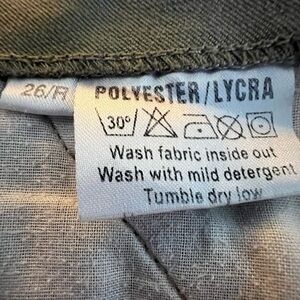 26/R
POLYESTER/LYCRA
30°
Wash fabric inside out
Wash with mild detergent
Tumble dry low